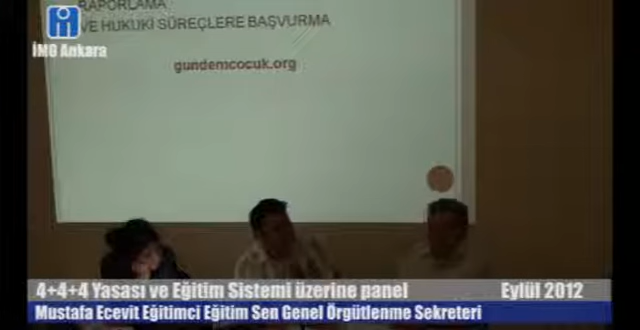 RAPORLAMA
VE HUKUKİ SÜREÇLERE BAŞVURMA
gundemcocuk.org
İMO Ankara
4+4+4 Yasası ve Eğitim Sistemi üzerine panel Eylül 2012
Mustafa Ecevit Eğitimci Eğitim Sen Genel Örgütlenme Sekreteri